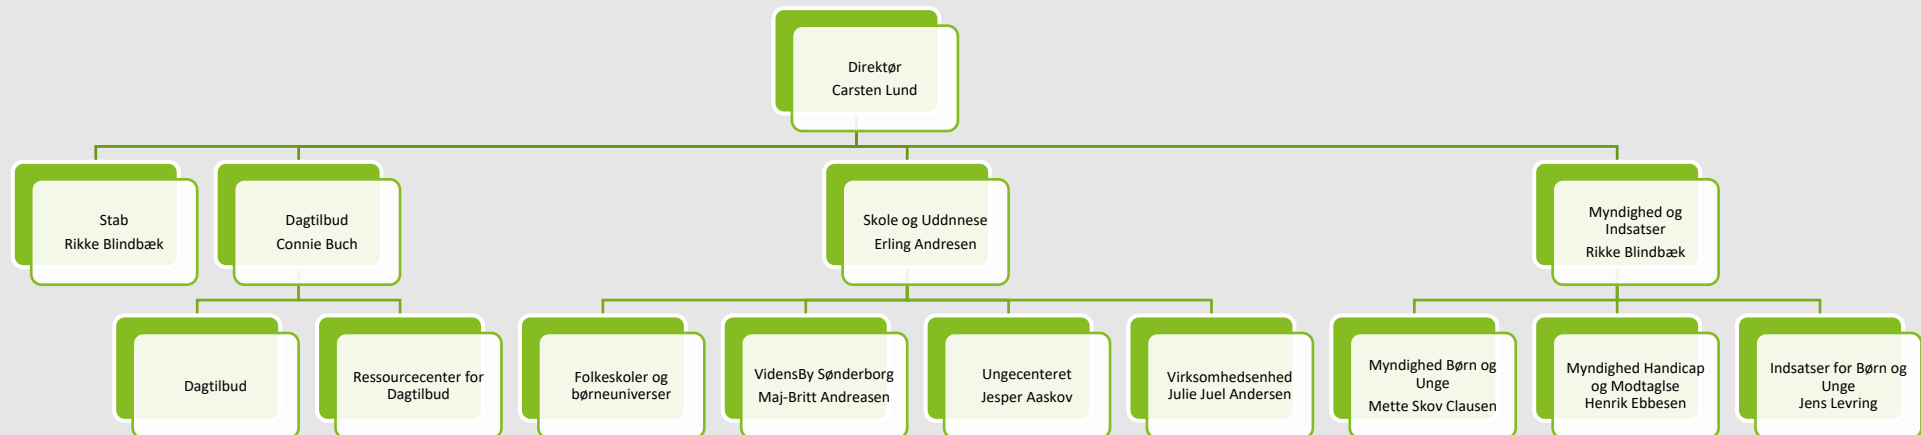 Direktør
Carsten Lund
Stab
Rikke Blindbæk
Dagtilbud
Connie Buch
Skole og Uddnnese
Erling Andresen
Myndighed og
Indsatser
Rikke Blindbæk
Dagtilbud
Ressourcecenter for
Dagtilbud
Folkeskoler og
børneuniverser
VidensBy Sønderborg
Maj-Britt Andreasen
Ungecenteret
Jesper Aaskov
Virksomhedsenhed
Julie Juel Andersen
Myndighed Børn og
Unge
Mette Skov Clausen
Myndighed Handicap
og Modtaglse
Henrik Ebbesen
Indsatser for Børn og
Unge
Jens Levring